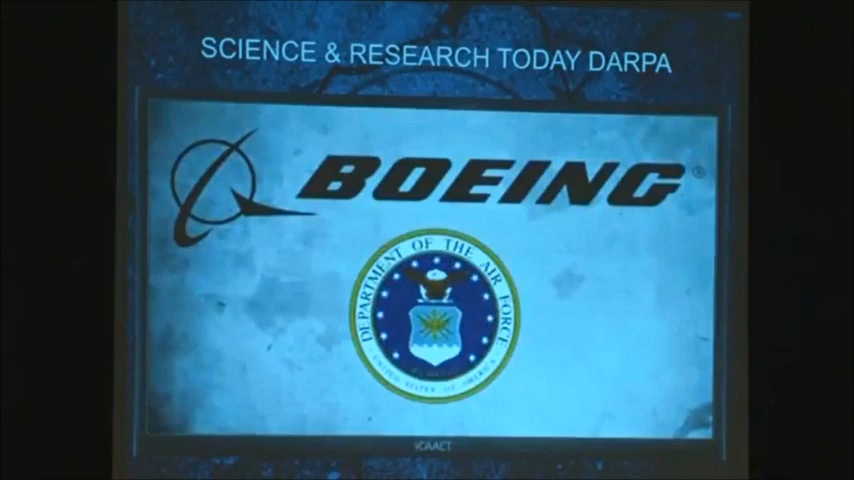 SCIENCE & RESEARCH TODAY DARPA
BOEING®
DEPARTMENT OF THE AIR FORCE
UNITED STATES OF AMERICA
ICAACT